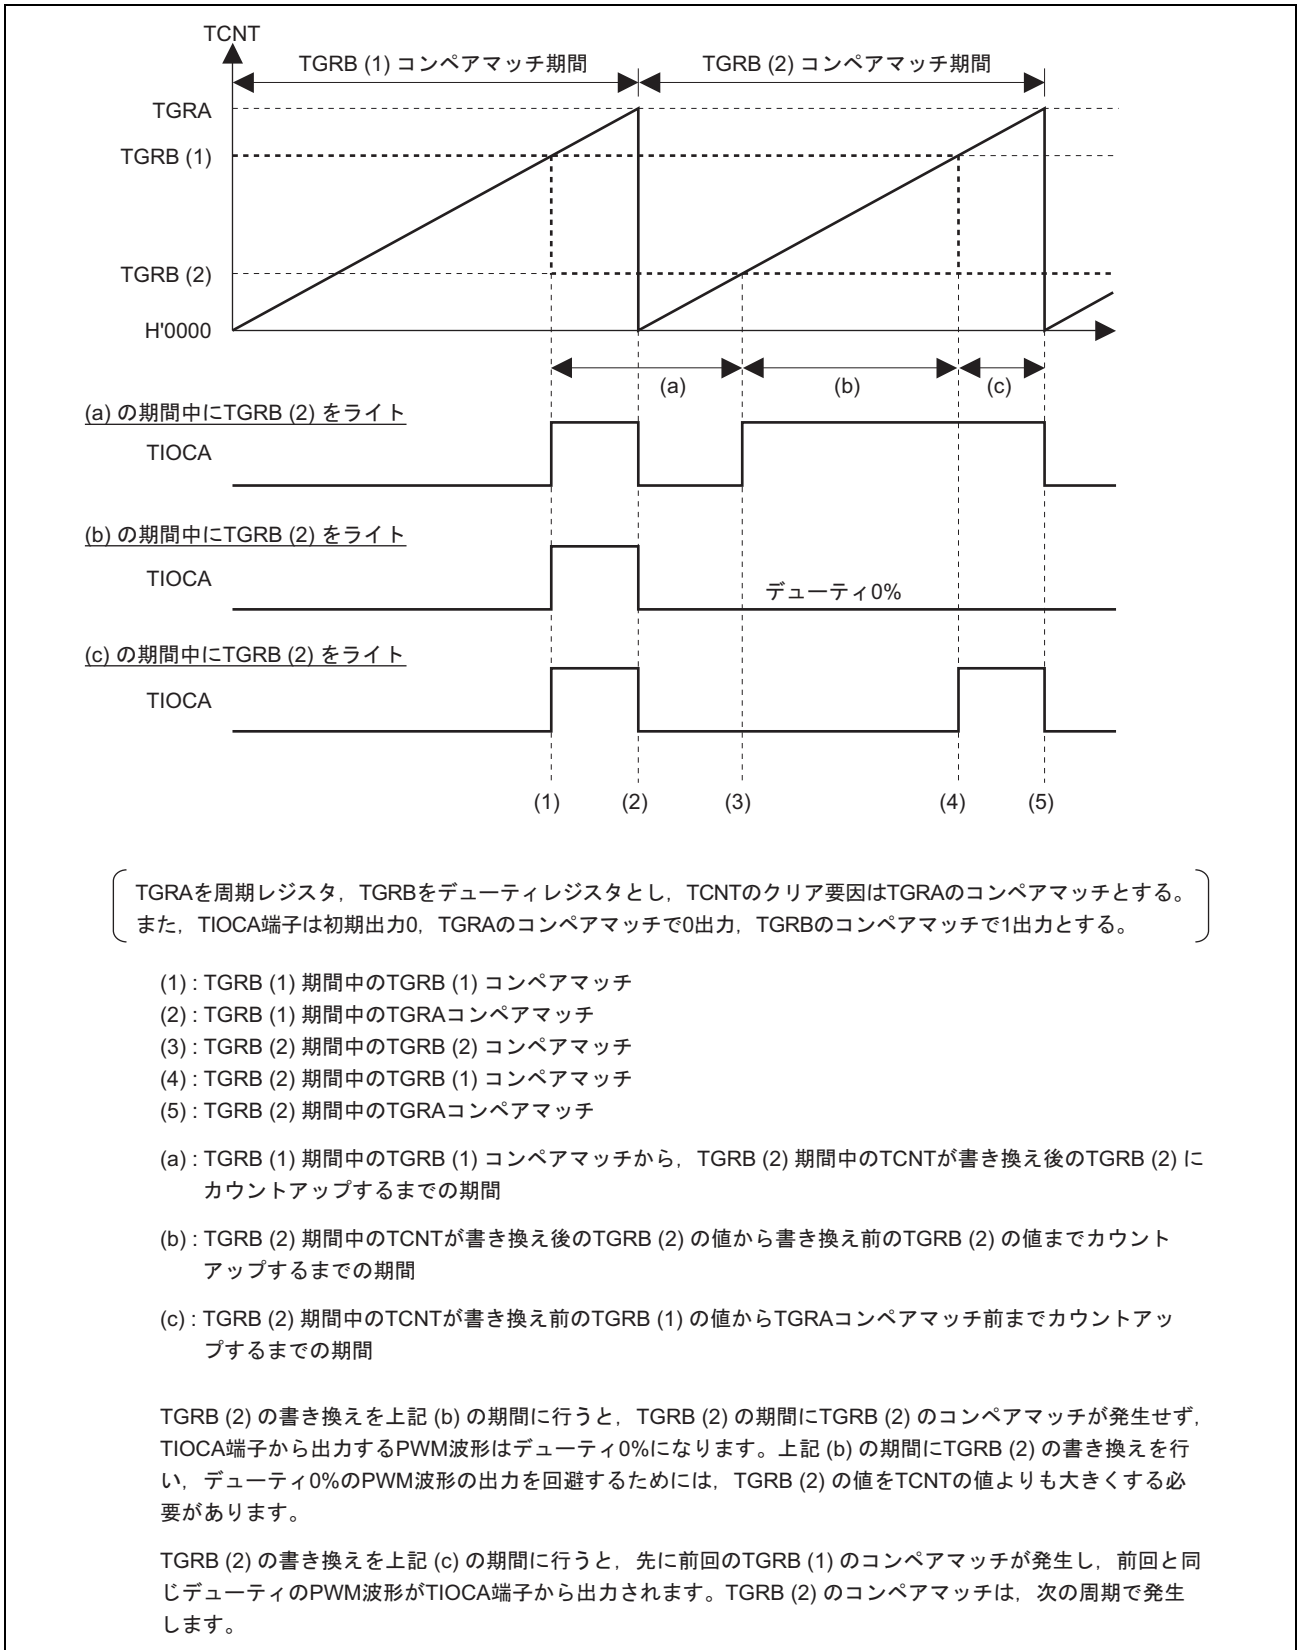 TCNT
TGRB (1) コンペアマッチ期間
TGRB (2) コンペアマッチ期間
TGRA
TGRB (1)
TGRB (2)
H'0000
(a)
(b)
(c)
(a) の期間中にTGRB (2) をライト
TIOCA
(b) の期間中にTGRB (2) をライト
TIOCA
デューティ0%
(c) の期間中にTGRB (2) をライト
TIOCA
(1)
(2)
(3)
(4)
(5)
TGRAを周期レジスタ，TGRBをデューティレジスタとし，TCNTのクリア要因はTGRAのコンペアマッチとする。
また，TIOCA端子は初期出力0，TGRAのコンペアマッチで0出力，TGRBのコンペアマッチで1出力とする。
(1) : TGRB (1) 期間中のTGRB (1) コンペアマッチ
(2) : TGRB (1) 期間中のTGRAコンペアマッチ
(3) : TGRB (2) 期間中のTGRB (2) コンペアマッチ
(4) : TGRB (2) 期間中のTGRB (1) コンペアマッチ
(5) : TGRB (2) 期間中のTGRAコンペアマッチ
(a) : TGRB (1) 期間中のTGRB (1) コンペアマッチから，TGRB (2) 期間中のTCNTが書き換え後のTGRB (2) に
カウントアップするまでの期間
(b) : TGRB (2) 期間中のTCNTが書き換え後のTGRB (2) の値から書き換え前のTGRB (2) の値までカウント
アップするまでの期間
(c) : TGRB (2) 期間中のTCNTが書き換え前のTGRB (1) の値からTGRAコンペアマッチ前までカウントアッ
プするまでの期間
TGRB (2) の書き換えを上記 (b) の期間に行うと，TGRB (2) の期間にTGRB (2) のコンペアマッチが発生せず，
TIOCA端子から出力するPWM波形はデューティ0%になります。上記 (b) の期間にTGRB (2) の書き換えを行
い，デューティ0%のPWM波形の出力を回避するためには，TGRB (2) の値をTCNTの値よりも大きくする必
要があります。
TGRB (2) の書き換えを上記 (c) の期間に行うと，先に前回のTGRB (1) のコンペアマッチが発生し，前回と同
じデューティのPWM波形がTIOCA端子から出力されます。TGRB (2) のコンペアマッチは，次の周期で発生
します。